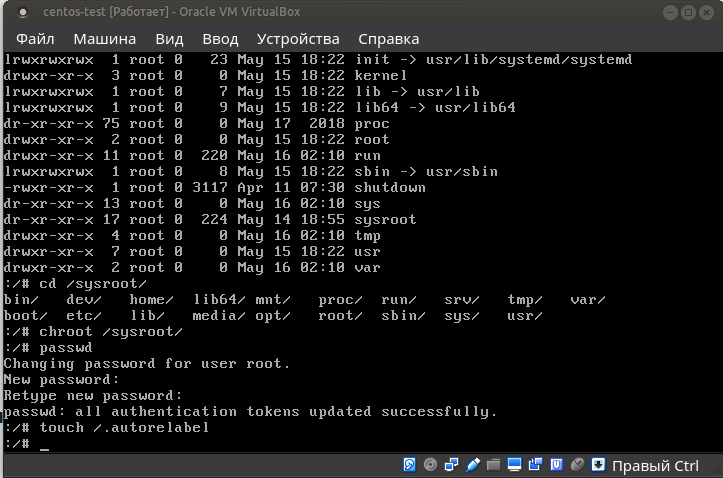 centos-test [Работает] - Oracle VM VirtualBox
Файл Машина Вид Ввод Устройства Справка
lrwxrwxrwx 1 root 0 23 May 15 18:22 init -> usr/lib/systemd/systemd
drwxr-xr-x 3 root 0 0 May 15 18:22 kernel
lrwxrwxrwx 1 root 0 7 May 15 18:22 lib -> usr/lib
lrwxrwxrwx 1 root 0 9 May 15 18:22 lib64 -> usr/lib64
dr-xr-xr-x 75 root 0 0 May 17 2018 proc
drwxr-xr-x 2 root 0 0 May 15 18:22 root
drwxr-xr-x 11 root 0 220 May 16 02:10 run
lrwxrwxrwx 1 root 0 8 May 15 18:22 sbin -> usr/sbin
-rwxr-xr-x 1 root 0 3117 Apr 11 07:30 shutdown
dr-xr-xr-x 13 root 0 0 May 16 02:10 sys
dr-xr-xr-x 17 root 0 224 May 14 18:55 sysroot
drwxr-xr-x 4 root 0 0 May 16 02:10 tmp
drwxr-xr-x 7 root 0 0 May 15 18:22 usr
drwxr-xr-x 2 root 0 0 May 16 02:10 var
:/# cd /sysroot/
bin/ dev/ home/ lib64/ mnt/ proc/ run/ srv/ tmp/ var/
boot/ etc/ lib/ media/ opt/ root/ sbin/ sys/ usr/
:/# chroot /sysroot/
:/# passwd
Changing password for user root.
New password:
Retype new password:
passwd: all authentication tokens updated successfully.
:/# touch /.autorelabel
:/# _
Правый Ctrl